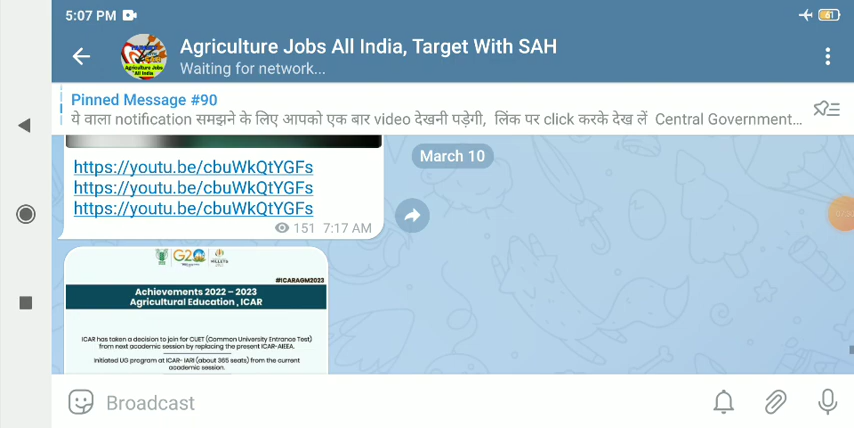 5:07 PM
61
Agriculture Jobs All India, Target With SAH
Waiting for network...
Pinned Message #90
ये वाला notification समझने के लिए आपको एक बार video देखनी पड़ेगी, लिंक पर click करके देख लें Central Government...
March 10
https://youtu.be/cbuWkQtYGFs
https://youtu.be/cbuWkQtYGFs
https://youtu.be/cbuWkQtYGFs
151 7:17 AM
G20
#ICARAGM2023
Achievements 2022 – 2023
Agricultural Education, ICAR
ICAR has taken a decision to join for CUET (Common University Entrance Test)
from next academic session by replacing the present ICAR-AIEEA.
Initiated UG program at ICAR- IARI (about 365 seats) from the current
academic session.
Broadcast